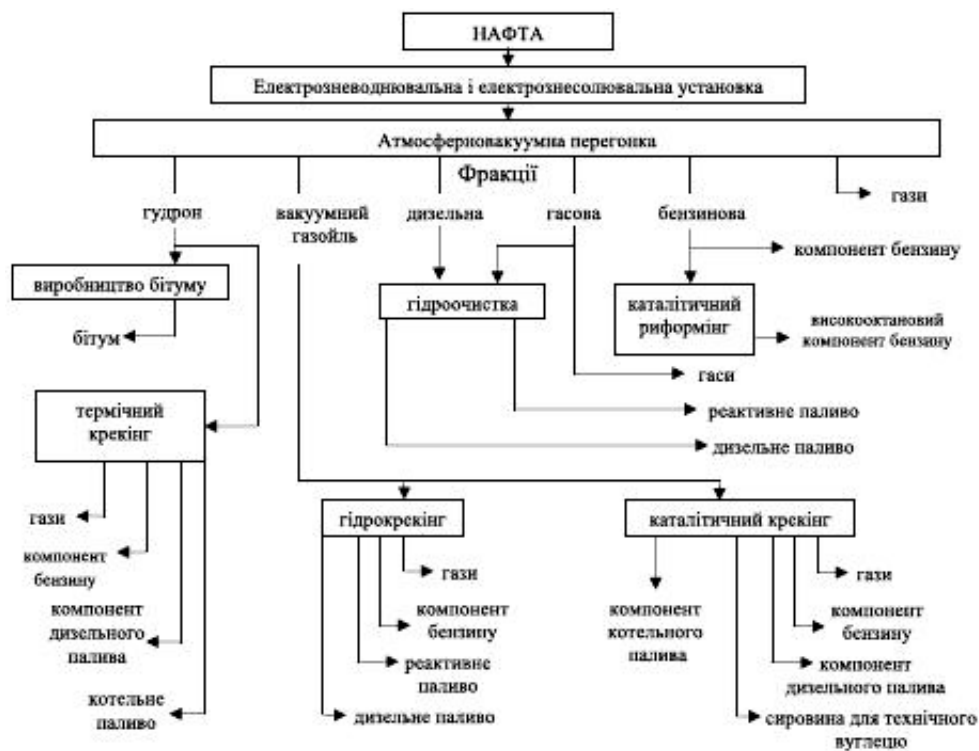 НАФТА
Електрозневоднювальна і електрознесолювальна установка
Атмосферновакуумна перегонка
Фракції
гази
гудрон
вакуумний
газойль
дизельна
гасова
бензинова
компонент бензину
виробництво бітуму
гідроочистка
каталітичний
риформінг
високооктановий
компонент бензину
бітум
гаси
термічний
крекінг
реактивне паливо
дизельне паливо
гази
компонент
бензину
компонент
дизельного
палива
котельне
паливо
гідрокрекінг
гази
компонент
бензину
реактивне
паливо
дизельне паливо
каталітичний крекінг
компонент
котельного
палива
гази
компонент
бензину
компонент
дизельного палива
сировина для технічного
вуглецю